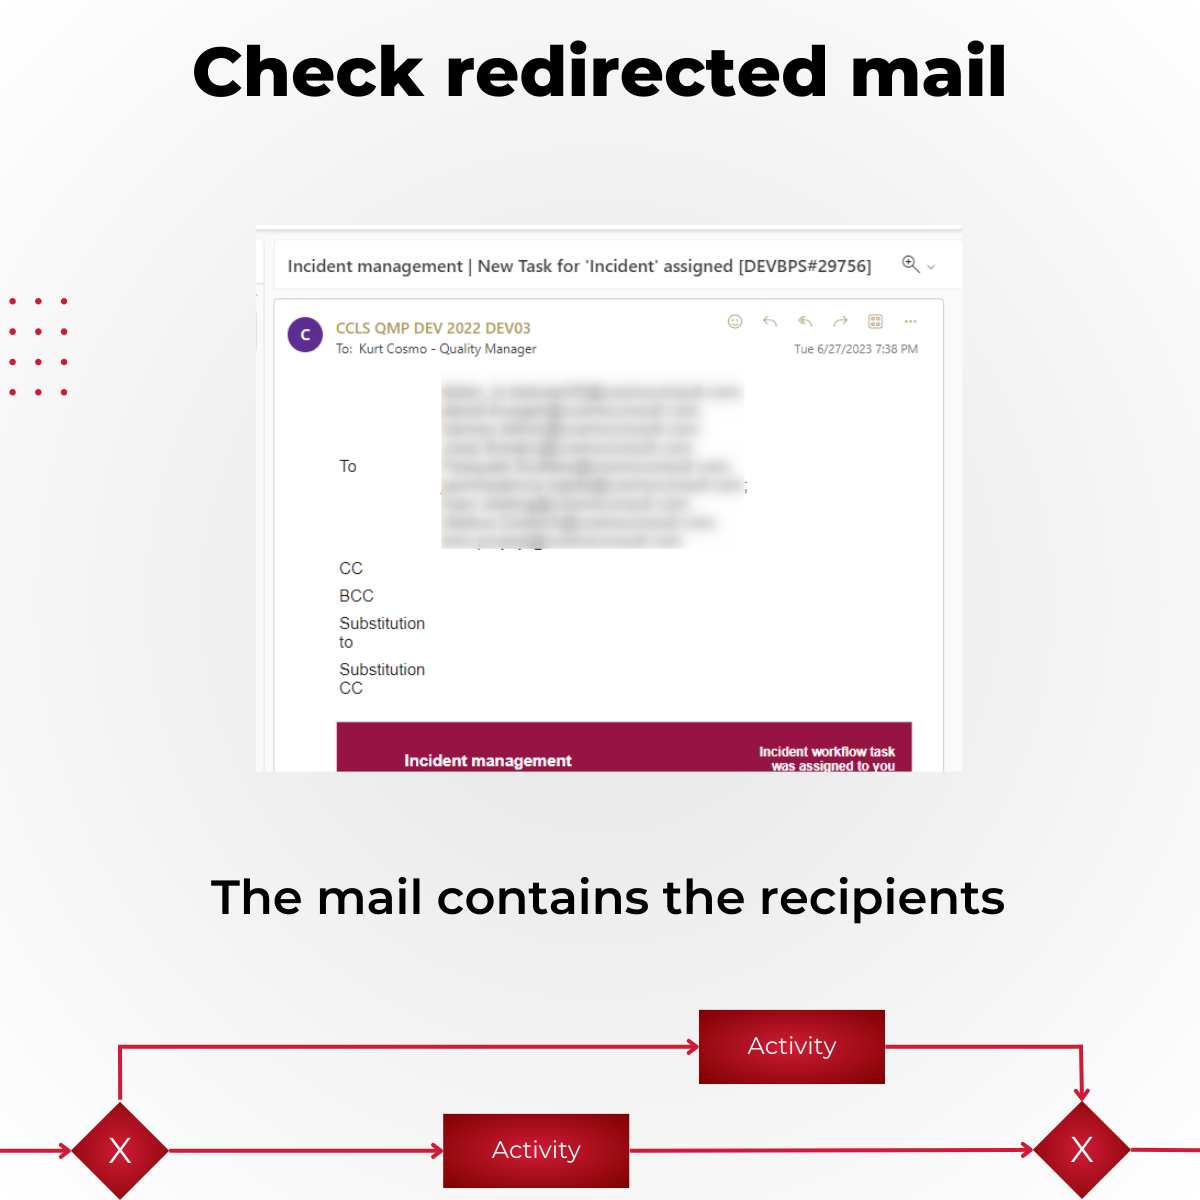 Check redirected mail
Incident management | New Task for 'Incident' assigned [DEVBPS#29756]
C
CCLS QMP DEV 2022 DEV03
To: Kurt Cosmo - Quality Manager
Tue 6/27/2023 7:38 PM
To
;
CC
BCC
Substitution
to
Substitution
CC
Incident management
Incident workflow task
was assigned to you
The mail contains the recipients
Activity
X
Activity
X